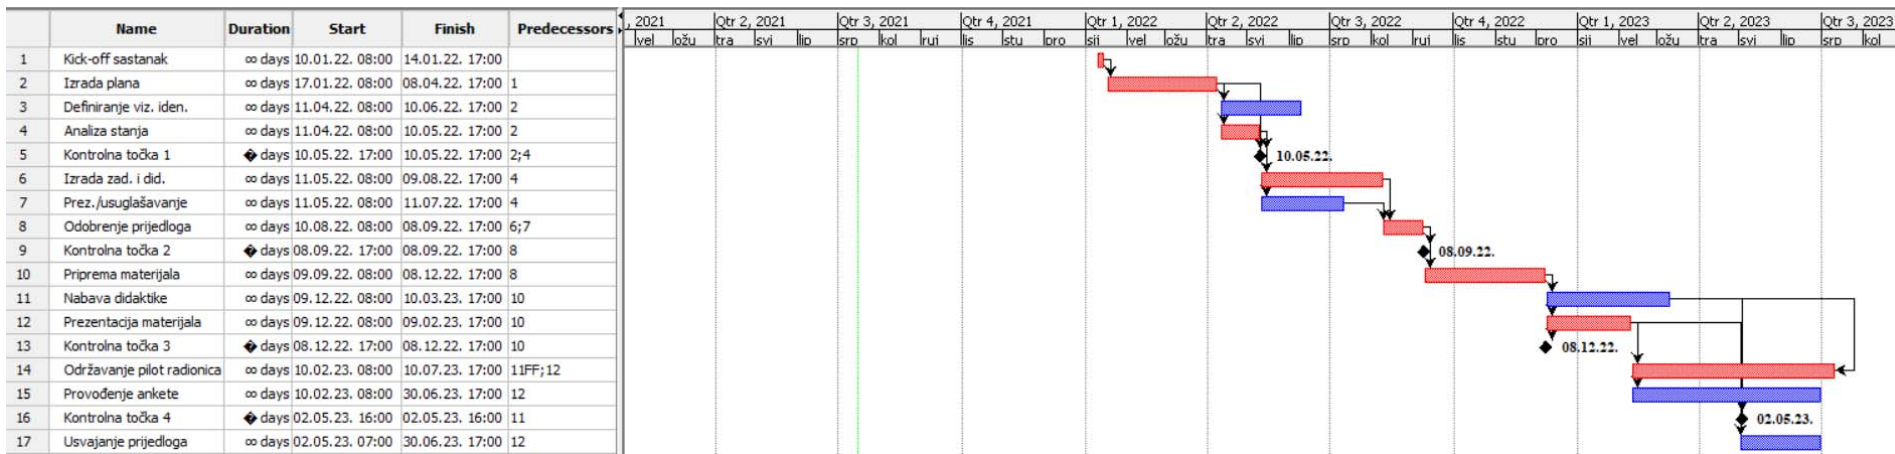 Name Duration Start Finish Predecessors
, 2021 Qtr 2, 2021 Qtr 3, 2021 Qtr 4, 2021 Qtr 1, 2022 Qtr 2, 2022 Qtr 3, 2022 Qtr 4, 2022 Qtr 1, 2023 Qtr 2, 2023 Qtr 3, 2023
vel ožu tra svi lip srp kol ruj lis stu pro sij vel ožu tra svi lip srp kol ruj lis stu pro sij vel ožu tra svi lip srp kol
1 Kick-off sastanak ∞ days 10.01.22. 08:00 14.01.22. 17:00
2 Izrada plana ∞ days 17.01.22. 08:00 08.04.22. 17:00 1
3 Definiranje viz. iden. ∞ days 11.04.22. 08:00 10.06.22. 17:00 2
4 Analiza stanja ∞ days 11.04.22. 08:00 10.05.22. 17:00 2
5 Kontrolna točka 1 � days 10.05.22. 17:00 10.05.22. 17:00 2;4 10.05.22.
6 Izrada zad. i did. ∞ days 11.05.22. 08:00 09.08.22. 17:00 4
7 Prez./usuglašavanje ∞ days 11.05.22. 08:00 11.07.22. 17:00 4
8 Odobrenje prijedloga ∞ days 10.08.22. 08:00 08.09.22. 17:00 6;7
9 Kontrolna točka 2 � days 08.09.22. 17:00 08.09.22. 17:00 8 08.09.22.
10 Priprema materijala ∞ days 09.09.22. 08:00 08.12.22. 17:00 8
11 Nabava didaktike ∞ days 09.12.22. 08:00 10.03.23. 17:00 10
12 Prezentacija materijala ∞ days 09.12.22. 08:00 09.02.23. 17:00 10
13 Kontrolna točka 3 � days 08.12.22. 17:00 08.12.22. 17:00 10 08.12.22.
14 Održavanje pilot radionica ∞ days 10.02.23. 08:00 10.07.23. 17:00 11FF;12
15 Provođenje ankete ∞ days 10.02.23. 08:00 30.06.23. 17:00 12
16 Kontrolna točka 4 � days 02.05.23. 16:00 02.05.23. 16:00 11 02.05.23.
17 Usvajanje prijedloga ∞ days 02.05.23. 07:00 30.06.23. 17:00 12